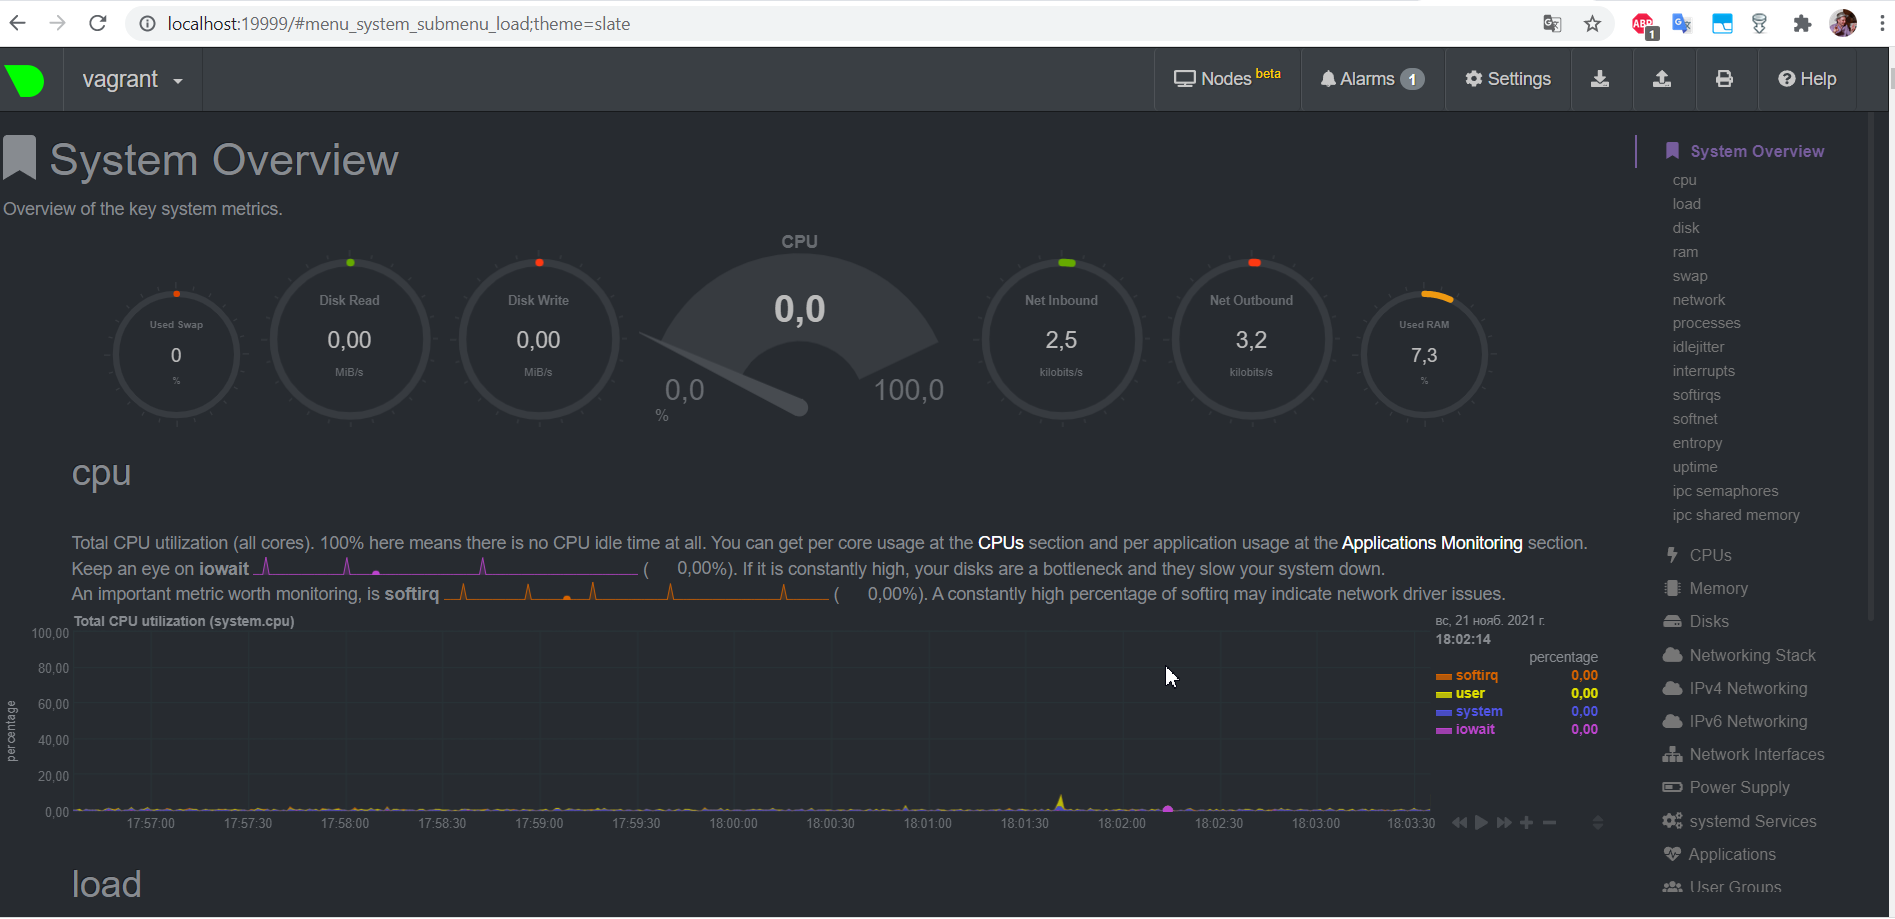 localhost:19999/#menu_system_submenu_load;theme=slate
ABP
1
vagrant
Nodes beta
Alarms 1
Settings
Help
System Overview
Overview of the key system metrics.
Used Swap
0
%
Disk Read
0,00
MiB/s
Disk Write
0,00
MiB/s
CPU
0,0
0,0
100,0
%
Net Inbound
2,5
kilobits/s
Net Outbound
3,2
kilobits/s
Used RAM
7,3
%
cpu
Total CPU utilization (all cores). 100% here means there is no CPU idle time at all. You can get per core usage at the CPUs section and per application usage at the Applications Monitoring section.
Keep an eye on iowait ( 0,00%). If it is constantly high, your disks are a bottleneck and they slow your system down.
An important metric worth monitoring, is softirq ( 0,00%). A constantly high percentage of softirq may indicate network driver issues.
Total CPU utilization (system.cpu)
percentage
100,00
80,00
60,00
40,00
20,00
0,00
17:57:00 17:57:30 17:58:00 17:58:30 17:59:00 17:59:30 18:00:00 18:00:30 18:01:00 18:01:30 18:02:00 18:02:30 18:03:00 18:03:30
вс, 21 нояб. 2021 г.
18:02:14
percentage
softirq 0,00
user 0,00
system 0,00
iowait 0,00
load
System Overview
cpu
load
disk
ram
swap
network
processes
idlejitter
interrupts
softirqs
softnet
entropy
uptime
ipc semaphores
ipc shared memory
CPUs
Memory
Disks
Networking Stack
IPv4 Networking
IPv6 Networking
Network Interfaces
Power Supply
systemd Services
Applications
User Groups